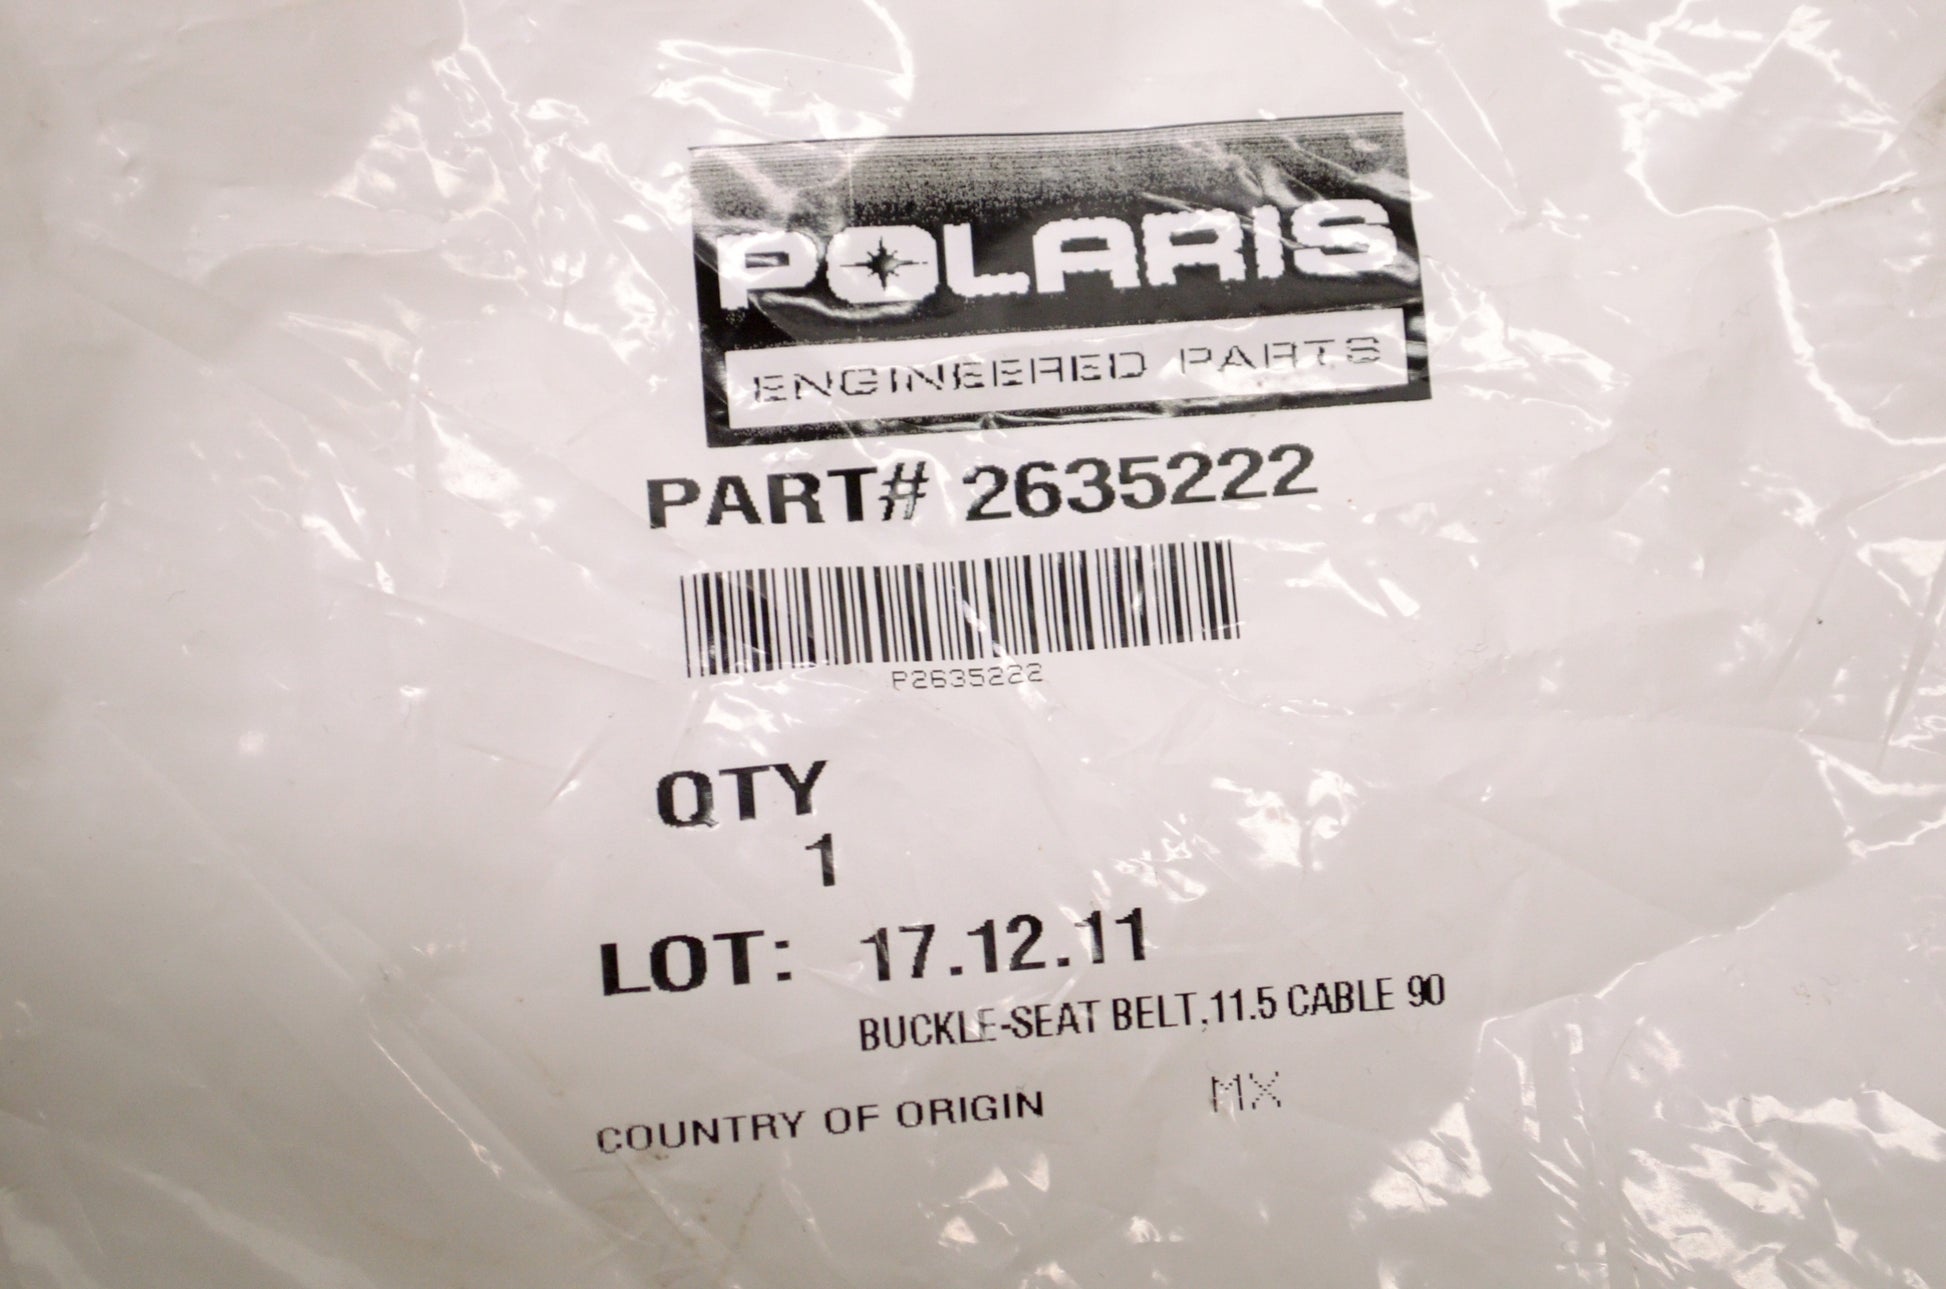 POLARIS
ENGINEERED PARTS
PART# 2635222
P2635222
QTY
1
LOT: 17.12.11
BUCKLE-SEAT BELT,11.5 CABLE 90
COUNTRY OF ORIGIN MX